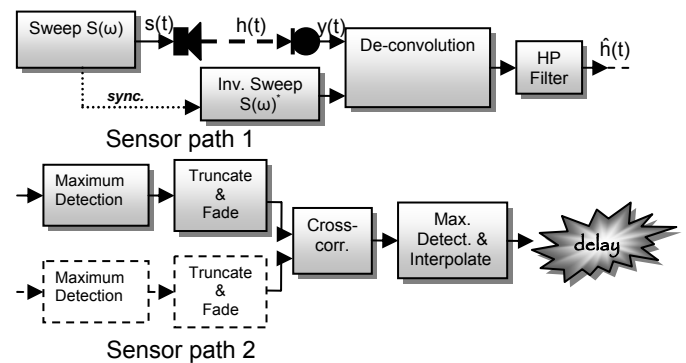 Sweep S(ω)
s(t)
h(t)
y(t)
De-convolution
HP
Filter
ĥ(t)
sync.
Inv. Sweep
S(ω)*
Sensor path 1
Maximum
Detection
Truncate
&
Fade
Cross-
corr.
Max.
Detect. &
Interpolate
delay
Maximum
Detection
Truncate
&
Fade
Sensor path 2